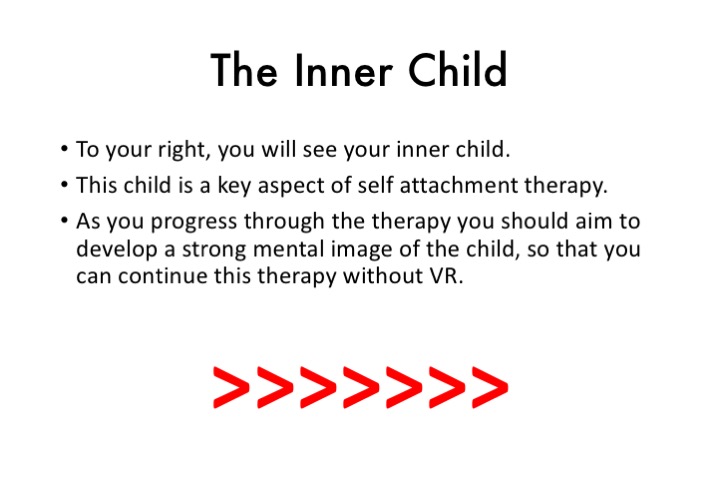 The Inner Child
• To your right, you will see your inner child.
• This child is a key aspect of self attachment therapy.
• As you progress through the therapy you should aim to
develop a strong mental image of the child, so that you
can continue this therapy without VR.
>>>>>>>